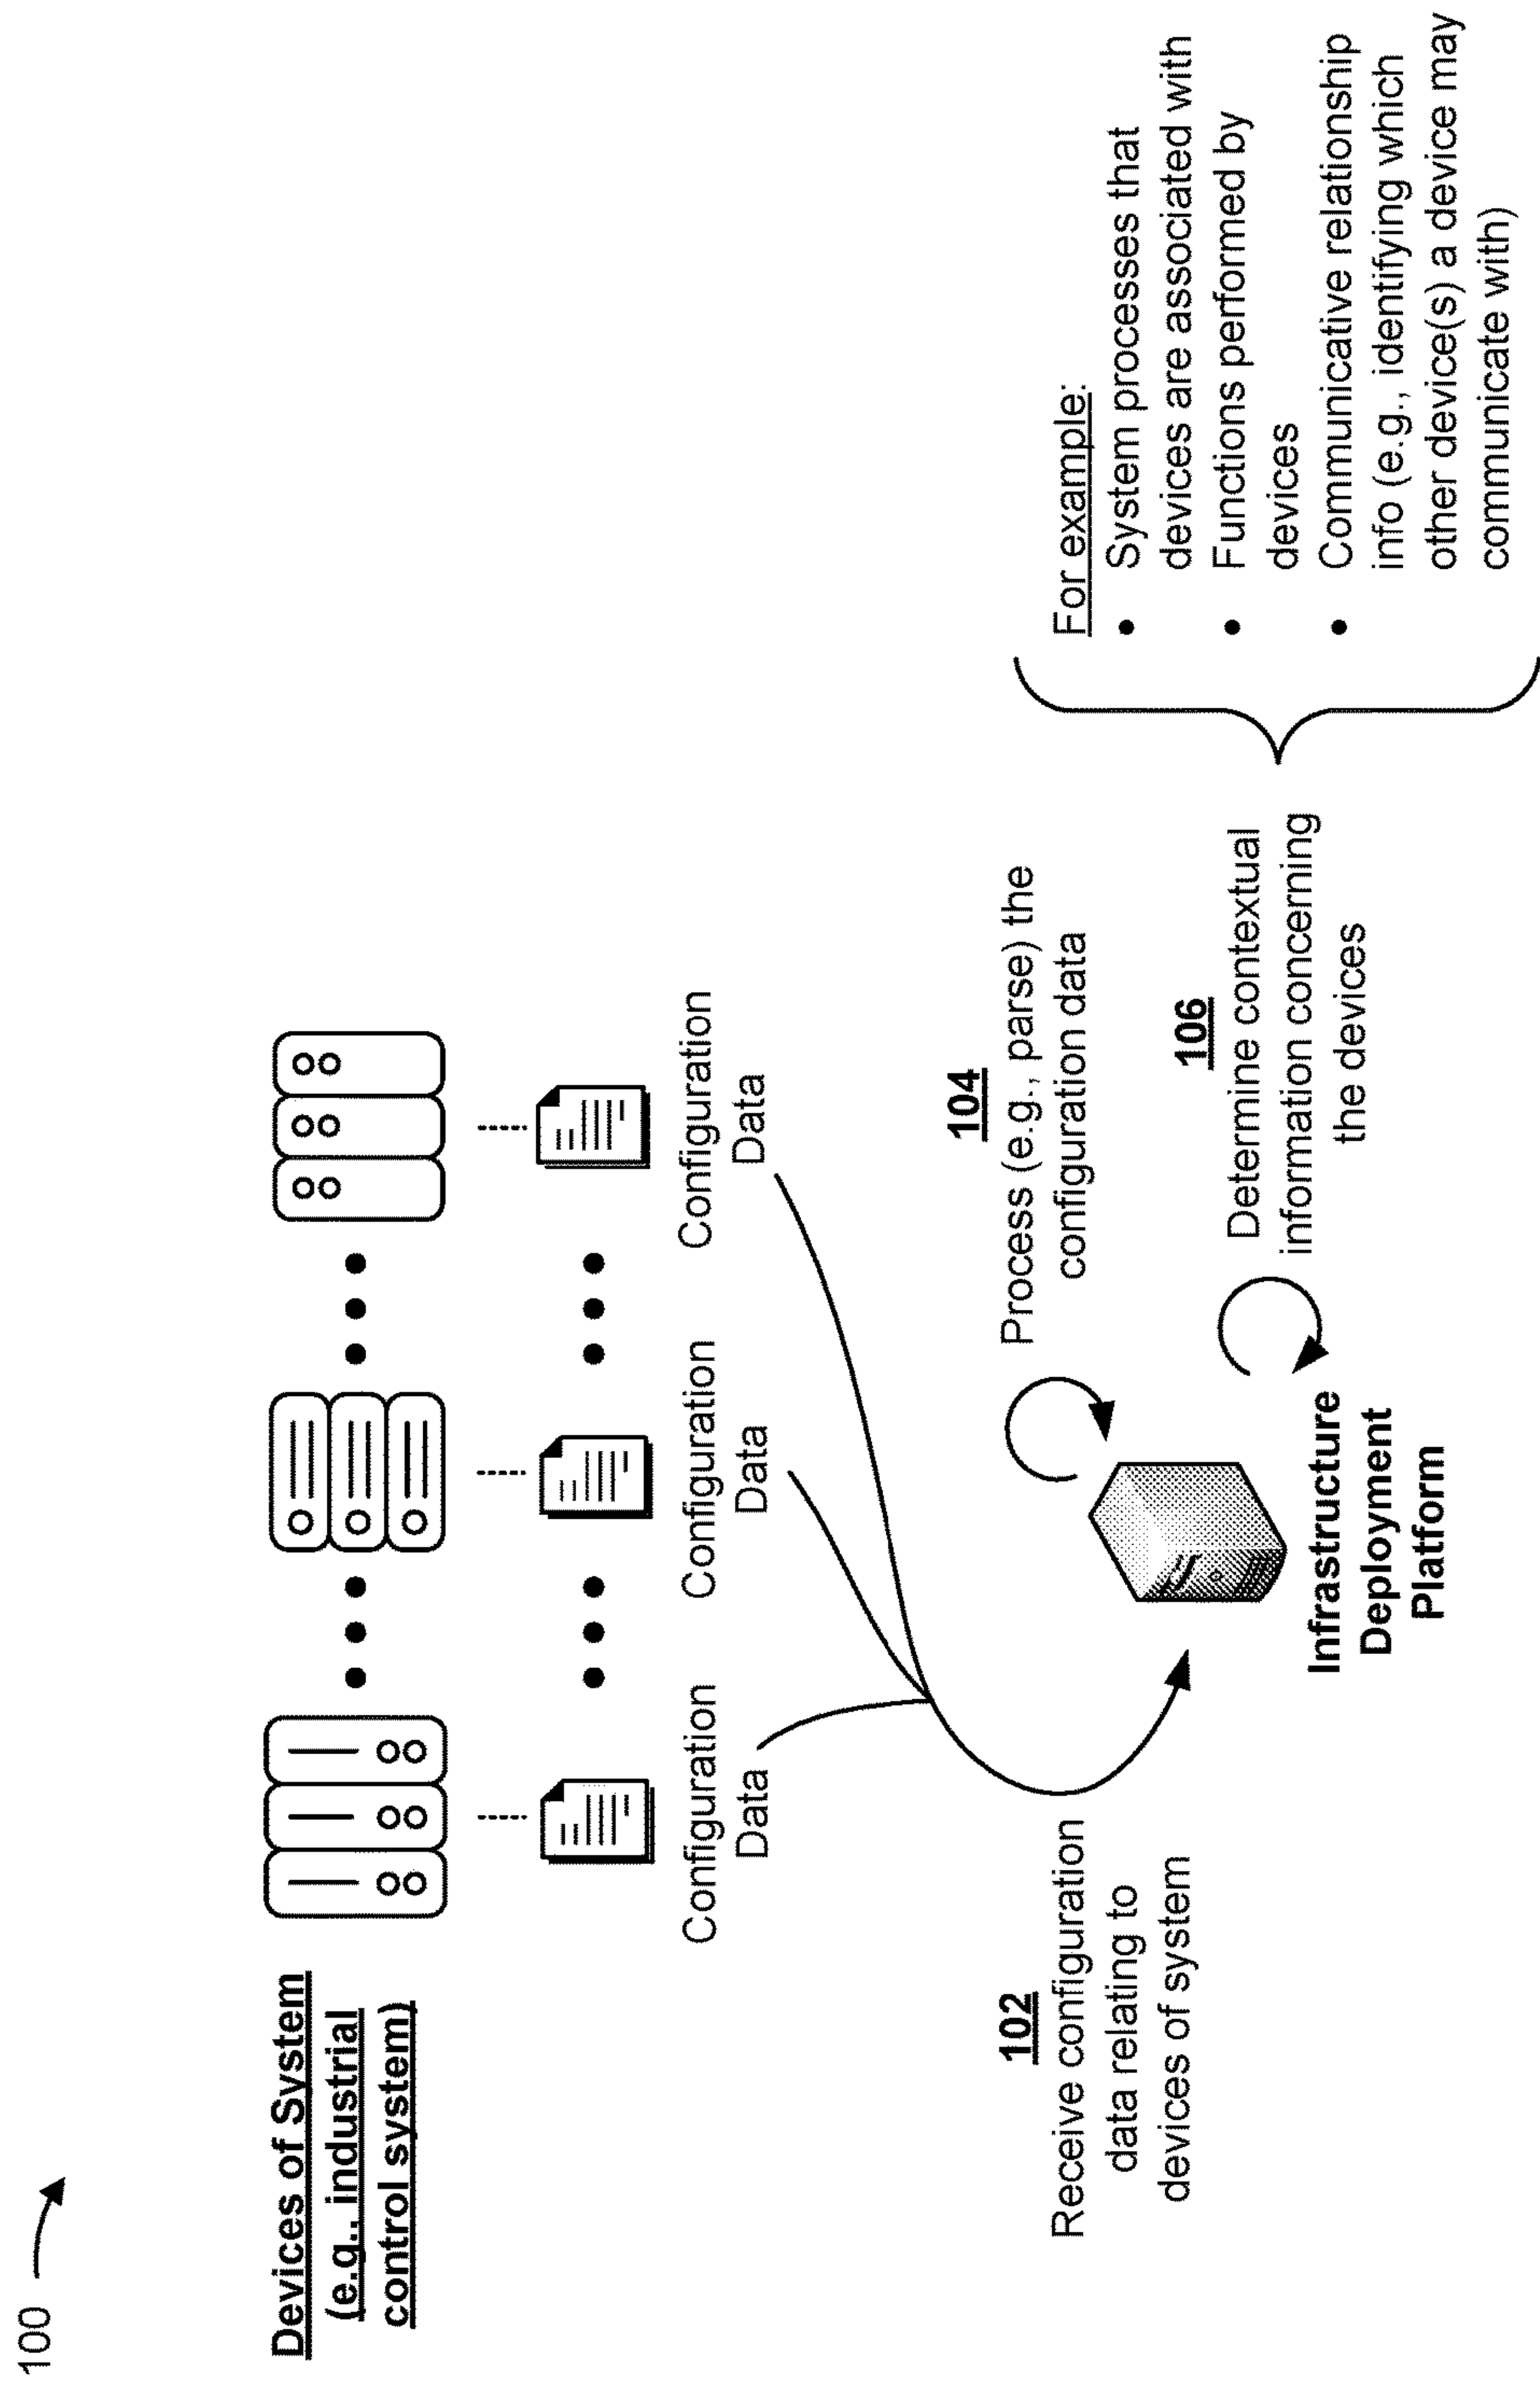 100
Devices of System
(e.g., industrial
control system)
Configuration
Data
Configuration
Data
Configuration
Data
102
Receive configuration
data relating to
devices of system
104
Process (e.g., parse) the
configuration data
106
Determine contextual
information concerning
the devices
Infrastructure
Deployment
Platform
For example:
• System processes that
devices are associated with
• Functions performed by
devices
• Communicative relationship
info (e.g., identifying which
other device(s) a device may
communicate with)